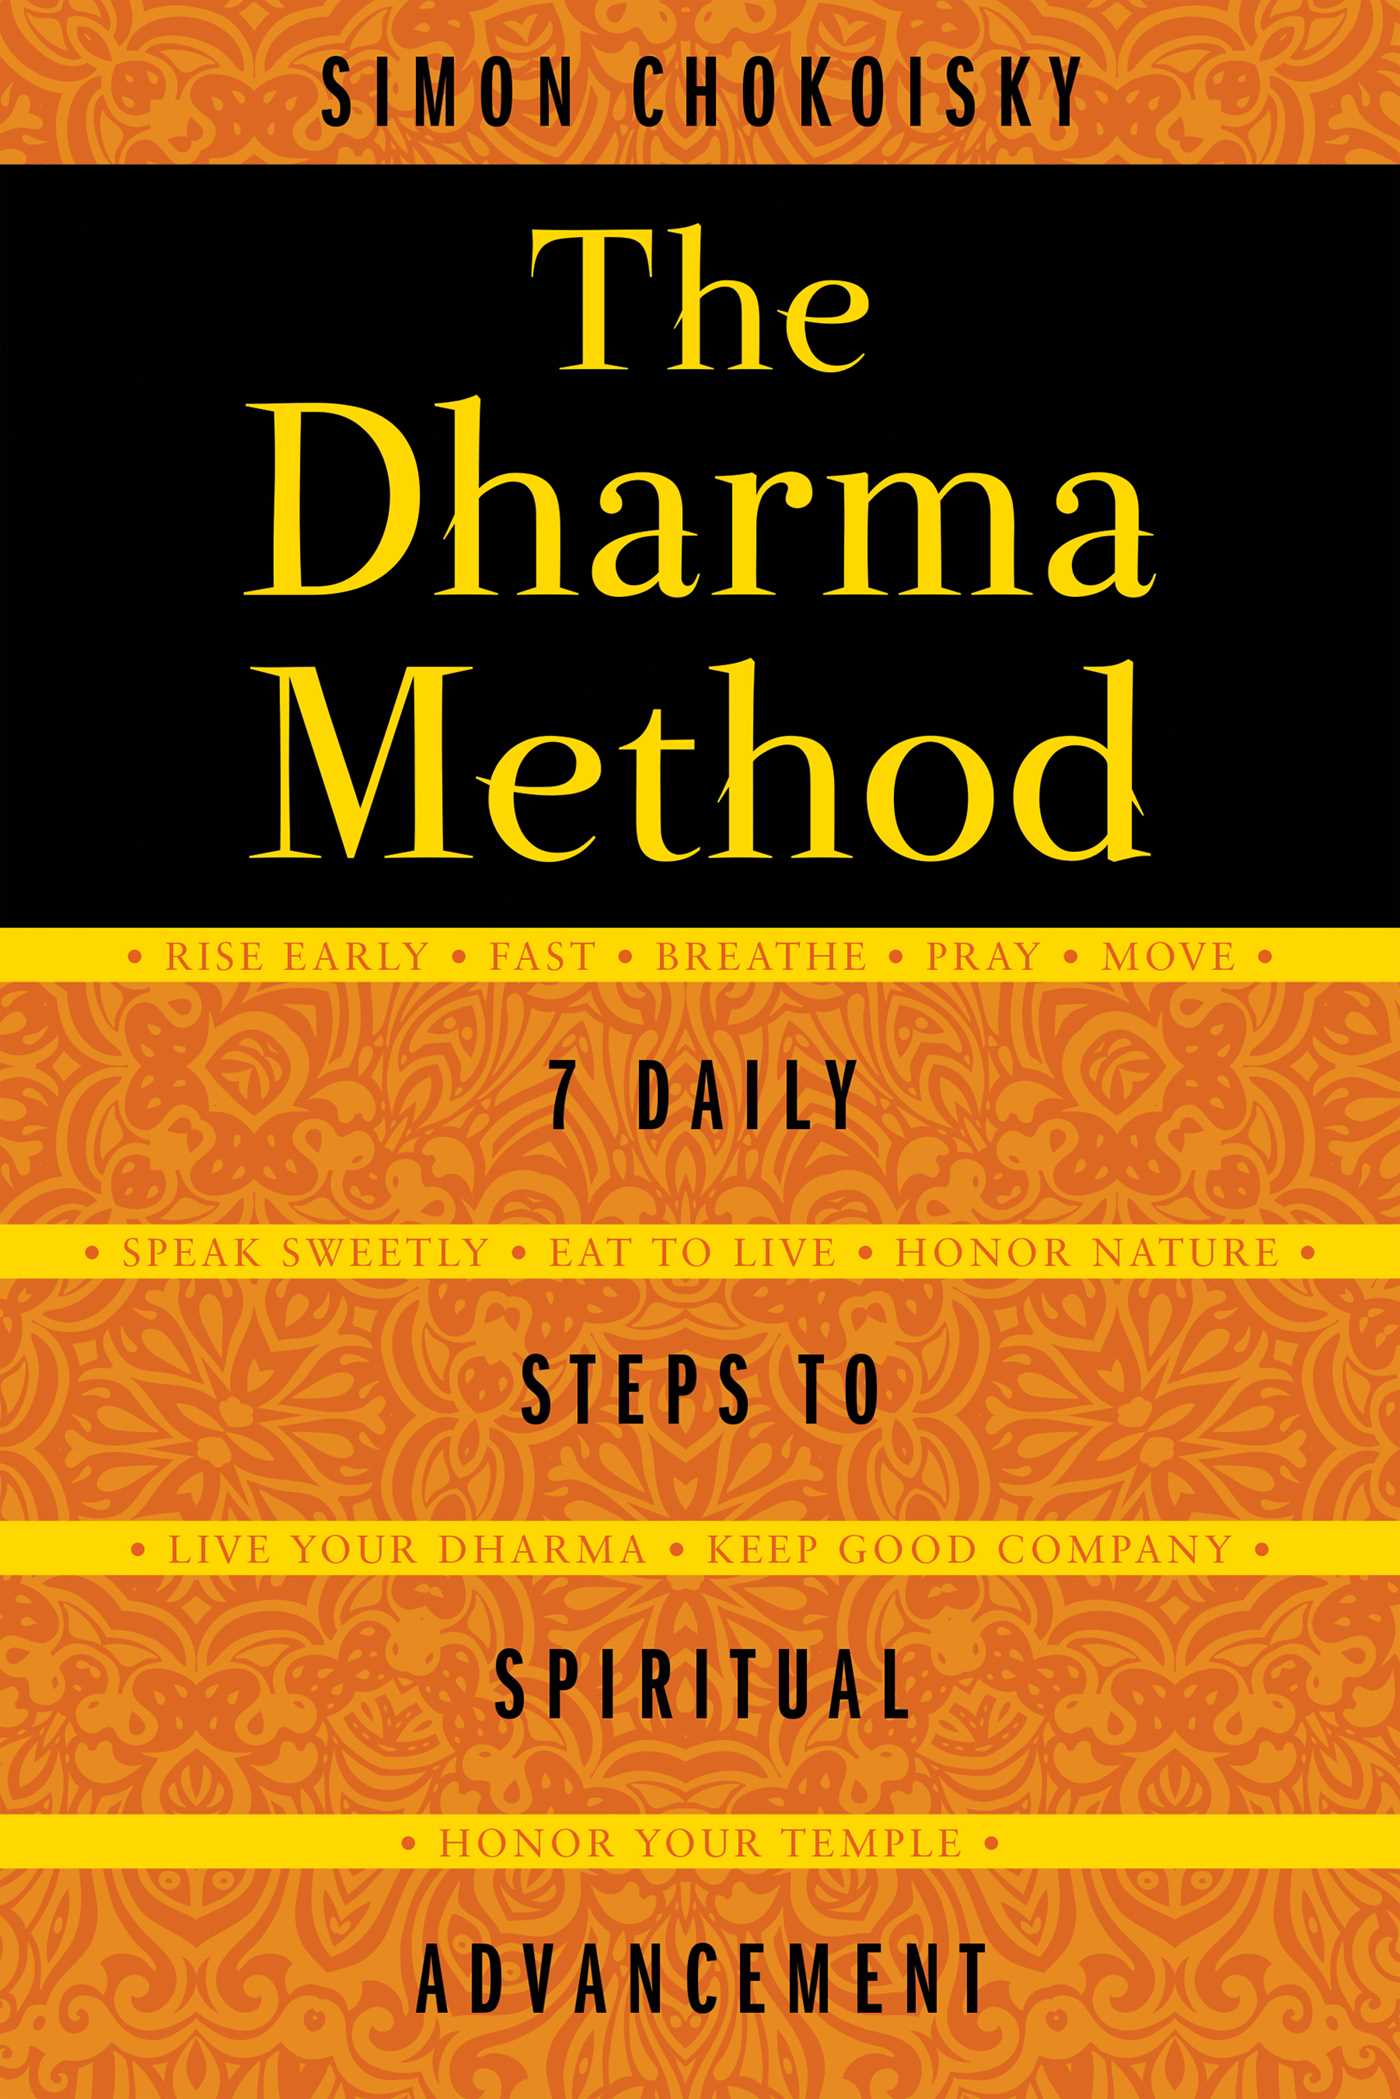 SIMON CHOKOISKY
The
Dharma
Method
• RISE EARLY • FAST • BREATHE • PRAY • MOVE •
7 DAILY
• SPEAK SWEETLY • EAT TO LIVE • HONOR NATURE •
STEPS TO
• LIVE YOUR DHARMA • KEEP GOOD COMPANY •
SPIRITUAL
• HONOR YOUR TEMPLE •
ADVANCEMENT